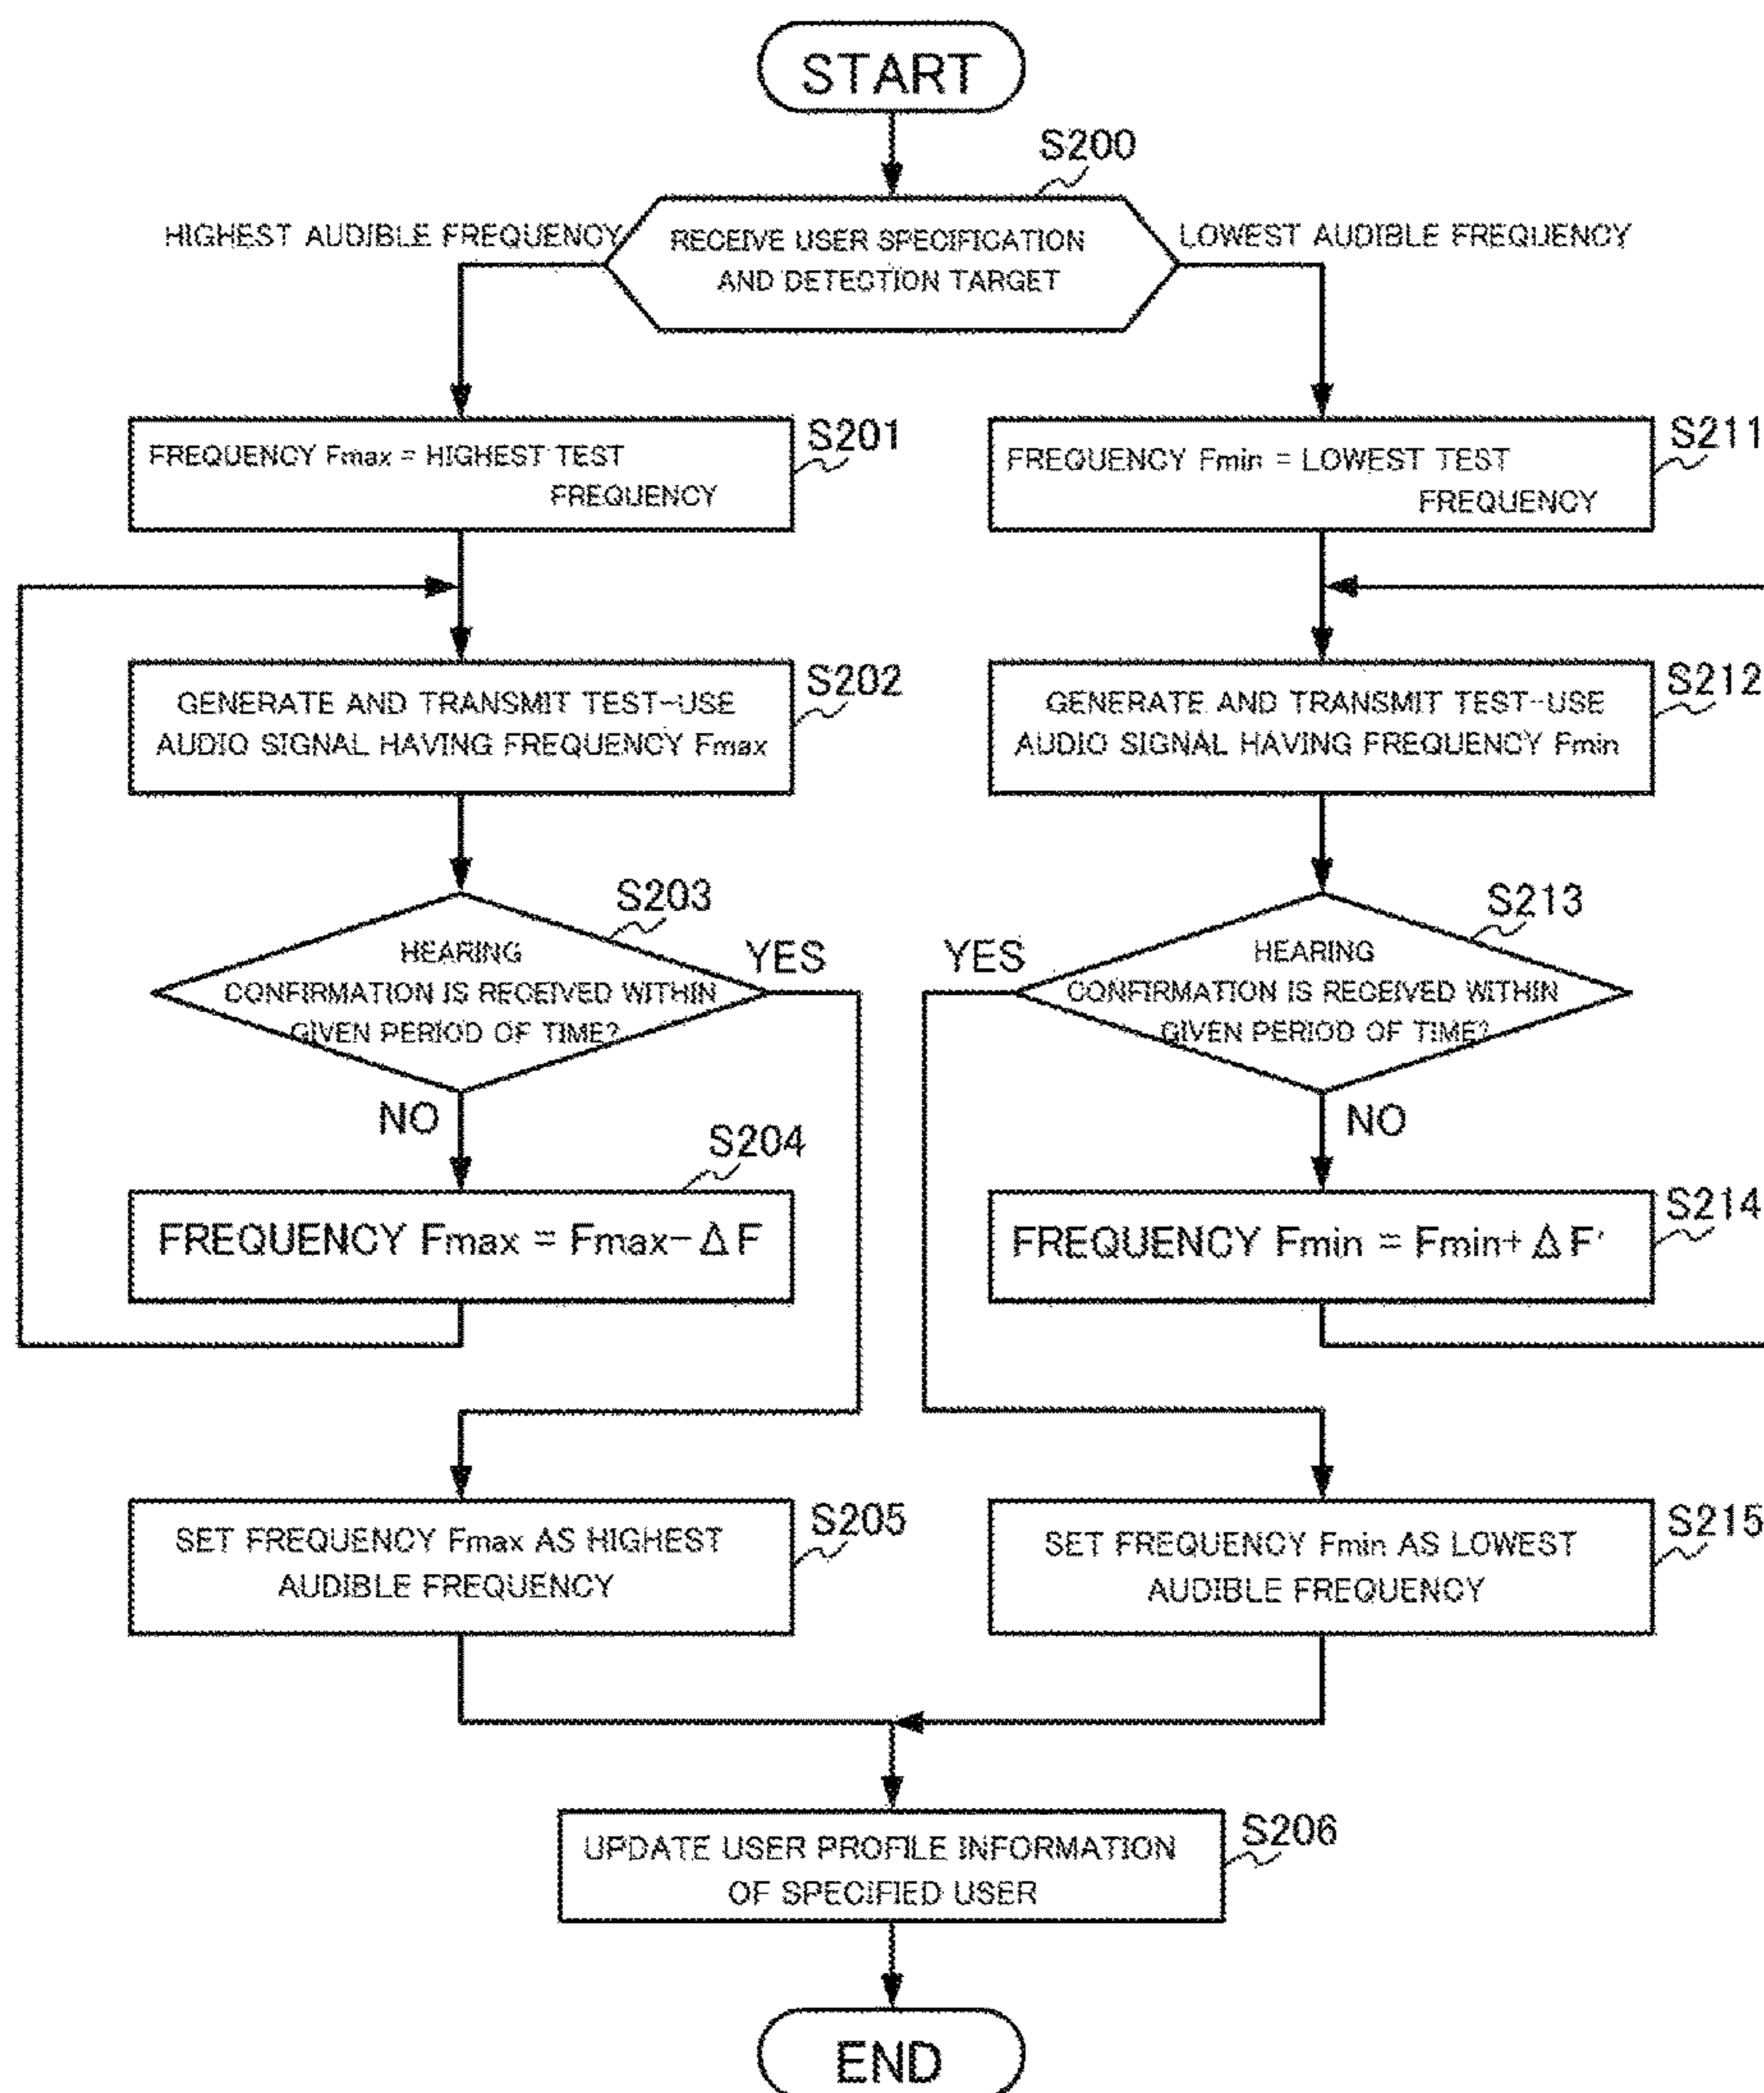 START
S200
HIGHEST AUDIBLE FREQUENCY
RECEIVE USER SPECIFICATION
AND DETECTION TARGET
LOWEST AUDIBLE FREQUENCY
FREQUENCY Fmax = HIGHEST TEST
FREQUENCY
S201
FREQUENCY Fmin = LOWEST TEST
FREQUENCY
S211
GENERATE AND TRANSMIT TEST-USE
AUDIO SIGNAL HAVING FREQUENCY Fmax
S202
GENERATE AND TRANSMIT TEST-USE
AUDIO SIGNAL HAVING FREQUENCY Fmin
S212
S203
HEARING
CONFIRMATION IS RECEIVED WITHIN
GIVEN PERIOD OF TIME?
YES
NO
S213
YES
HEARING
CONFIRMATION IS RECEIVED WITHIN
GIVEN PERIOD OF TIME?
NO
S204
FREQUENCY Fmax = Fmax-ΔF
S214
FREQUENCY Fmin = Fmin+ΔF'
SET FREQUENCY Fmax AS HIGHEST
AUDIBLE FREQUENCY
S205
SET FREQUENCY Fmin AS LOWEST
AUDIBLE FREQUENCY
S215
UPDATE USER PROFILE INFORMATION
OF SPECIFIED USER
S206
END